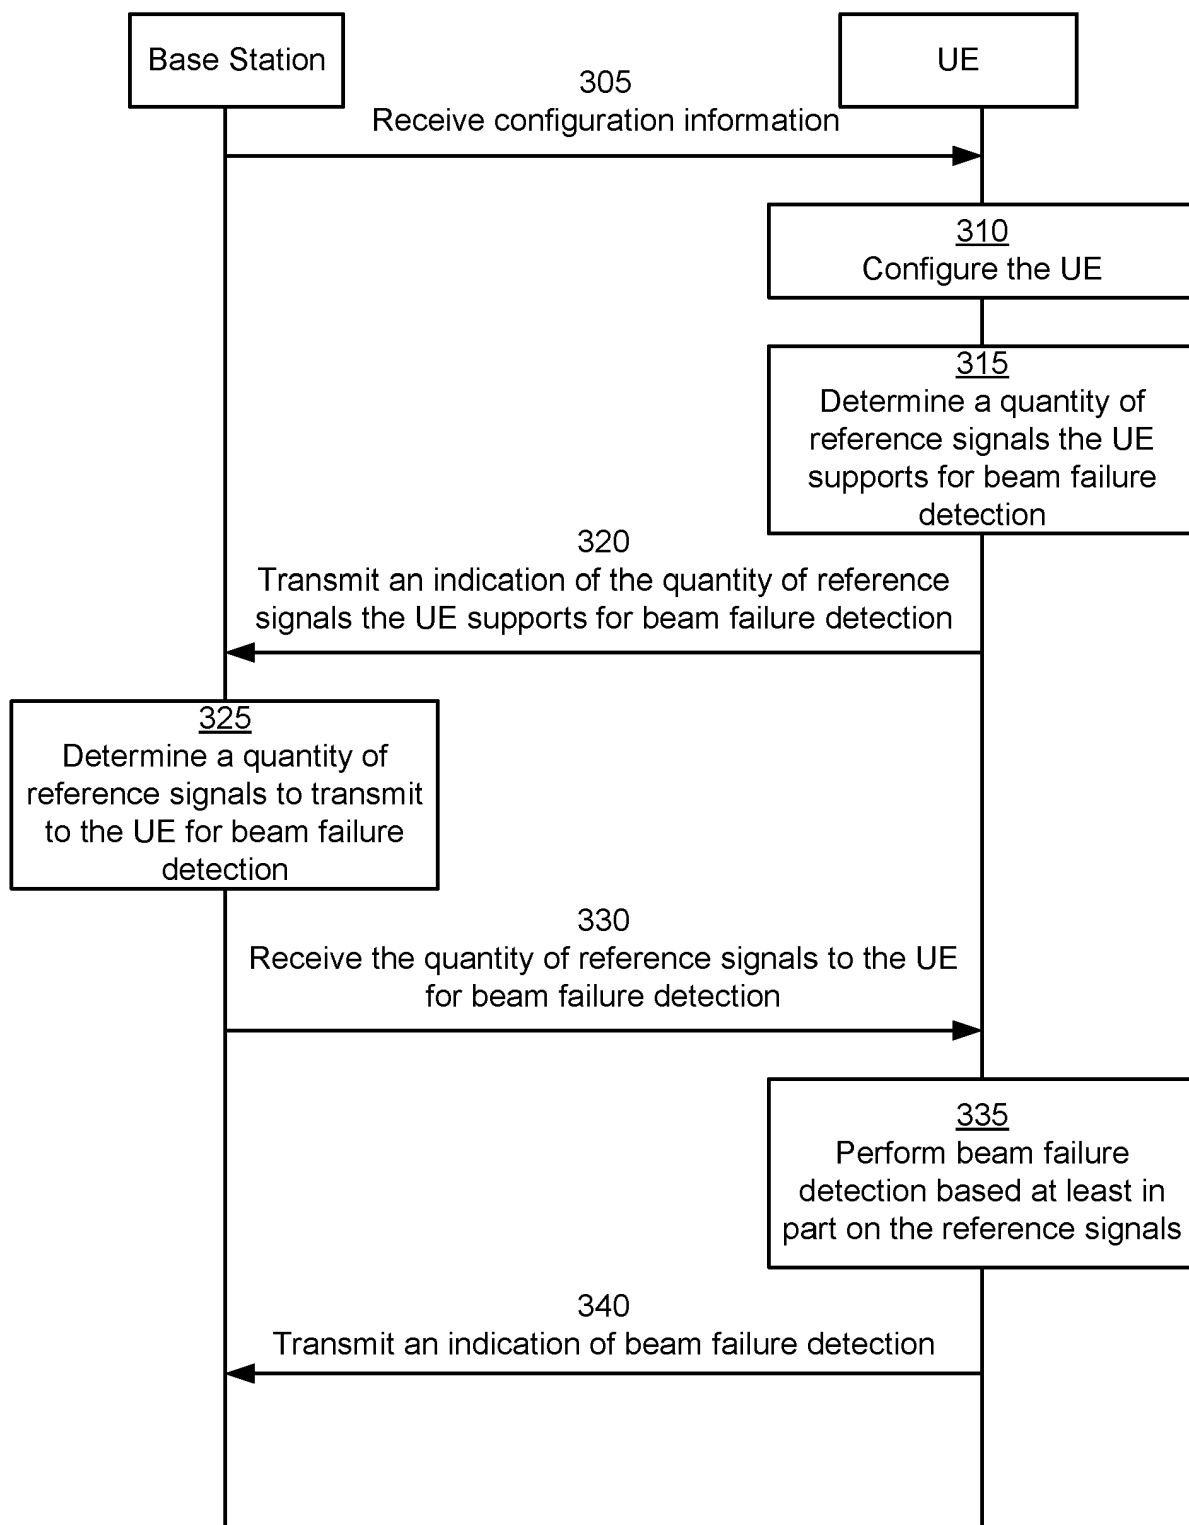 Base Station
UE
305
Receive configuration information
310
Configure the UE
315
Determine a quantity of
reference signals the UE
supports for beam failure
detection
320
Transmit an indication of the quantity of reference
signals the UE supports for beam failure detection
325
Determine a quantity of
reference signals to transmit
to the UE for beam failure
detection
330
Receive the quantity of reference signals to the UE
for beam failure detection
335
Perform beam failure
detection based at least in
part on the reference signals
340
Transmit an indication of beam failure detection